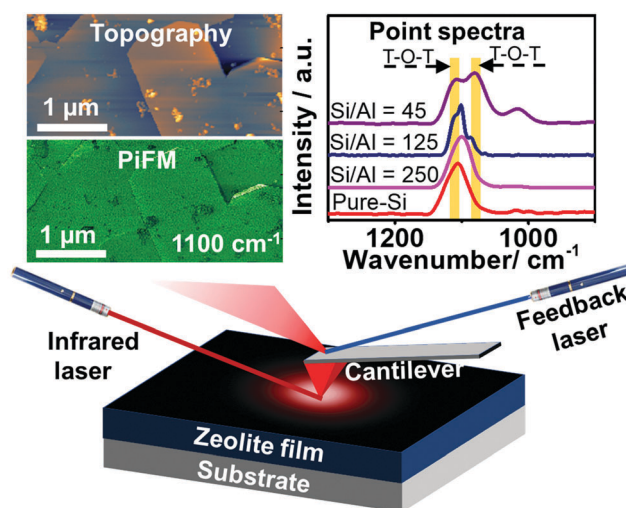 Topography
1 µm
PiFM
1 µm
1100 cm⁻¹
Point spectra
T-O-T
T-O-T
Intensity / a.u.
Si/Al = 45
Si/Al = 125
Si/Al = 250
Pure-Si
1200
1000
Wavenumber/ cm⁻¹
Infrared
laser
Feedback
laser
Cantilever
Zeolite film
Substrate